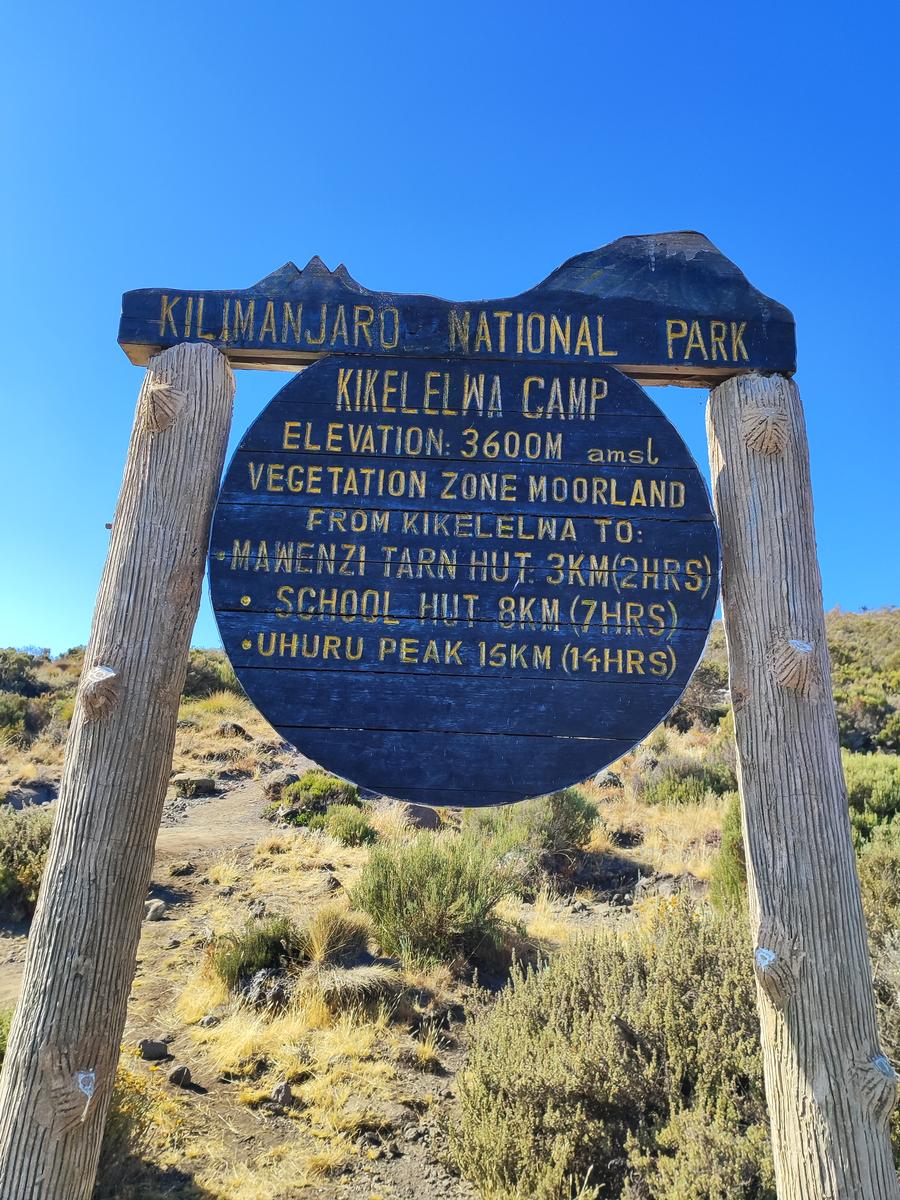 KILIMANJARO NATIONAL PARK
KIKELELWA CAMP
ELEVATION: 3600M amsl
VEGETATION ZONE MOORLAND
FROM KIKELELWA TO:
• MAWENZI TARN HUT 3KM(2HRS)
• SCHOOL HUT 8KM (7HRS)
• UHURU PEAK 15KM (14HRS)